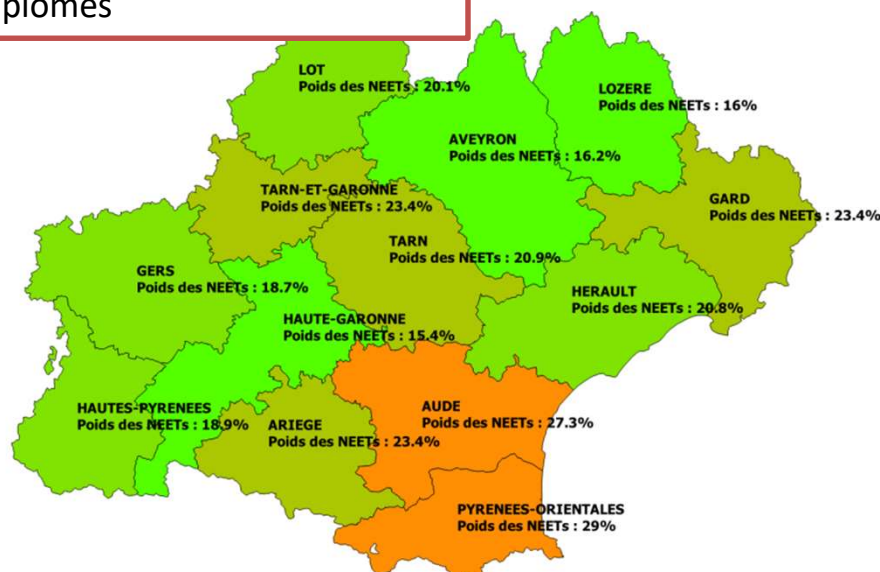 plômés
LOT
Poids des NEETs : 20.1%
LOZERE
Poids des NEETs : 16%
AVEYRON
Poids des NEETs : 16.2%
TARN-ET-GARONNE
Poids des NEETs : 23.4%
GARD
Poids des NEETs : 23.4%
TARN
Poids des NEETs : 20.9%
GERS
Poids des NEETs : 18.7%
HERAULT
Poids des NEETs : 20.8%
HAUTE-GARONNE
Poids des NEETs : 15.4%
HAUTES-PYRENEES
Poids des NEETs : 18.9%
AUDE
Poids des NEETs : 27.3%
ARIEGE
Poids des NEETs : 23.4%
PYRENEES-ORIENTALES
Poids des NEETs : 29%